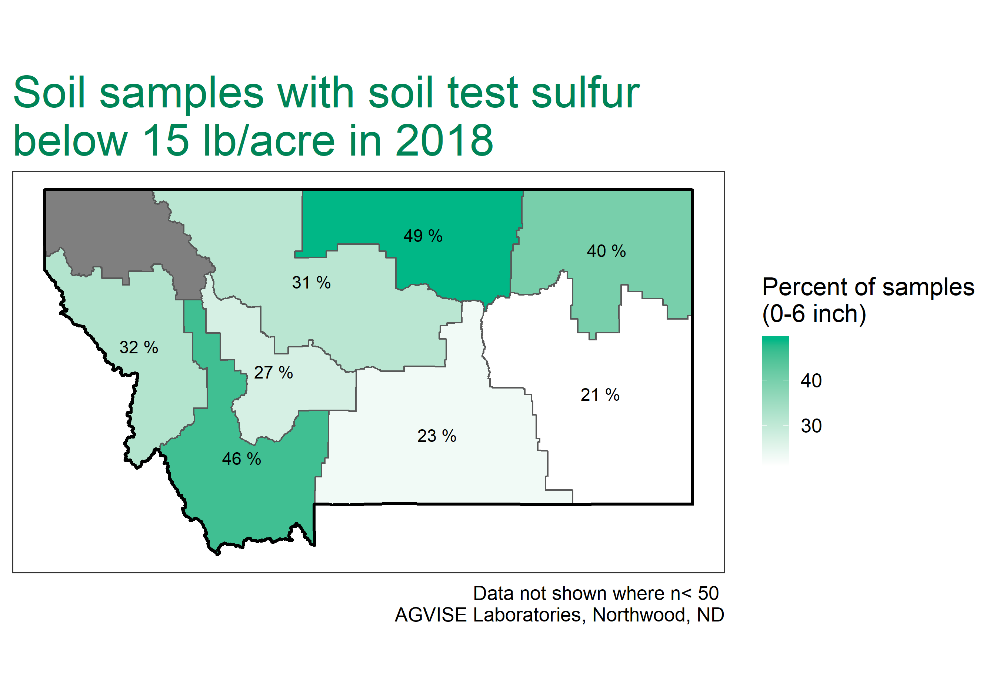 Soil samples with soil test sulfur
below 15 lb/acre in 2018
49 %
40 %
31 %
32 %
27 %
21 %
23 %
46 %
Percent of samples
(0-6 inch)
40
30
Data not shown where n< 50
AGVISE Laboratories, Northwood, ND